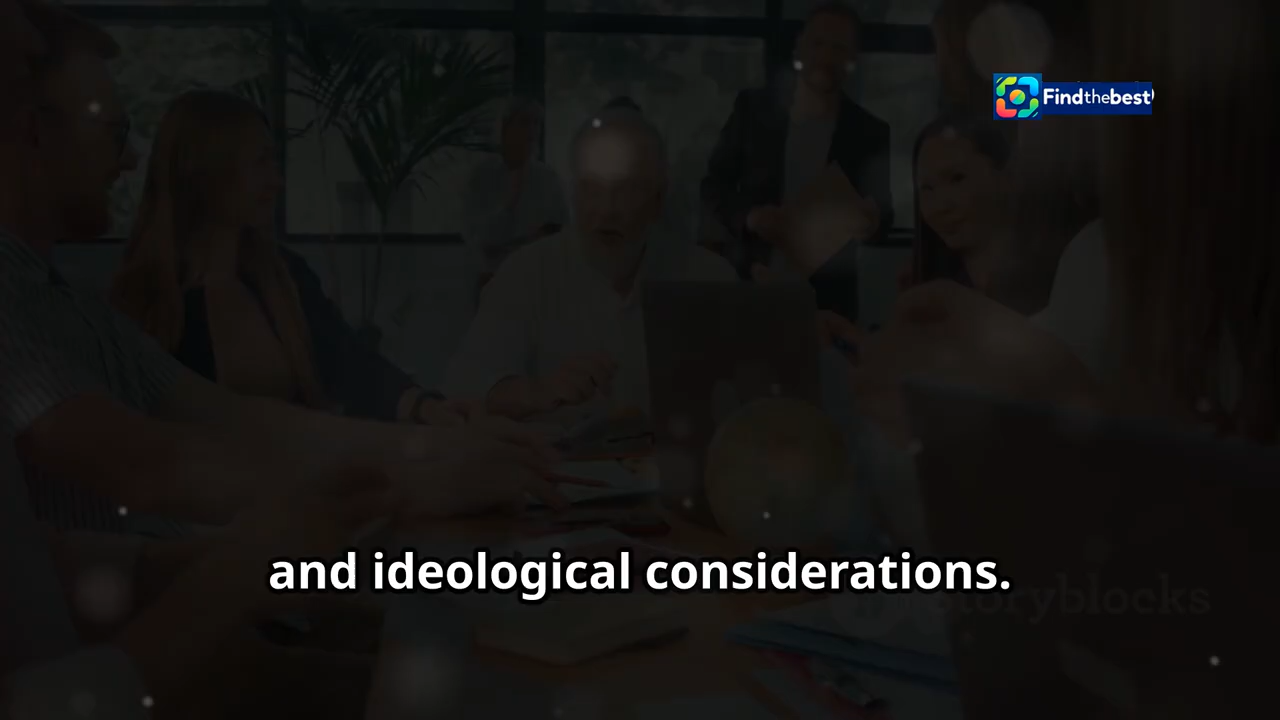 Findthebest
and ideological considerations.
storyblocks